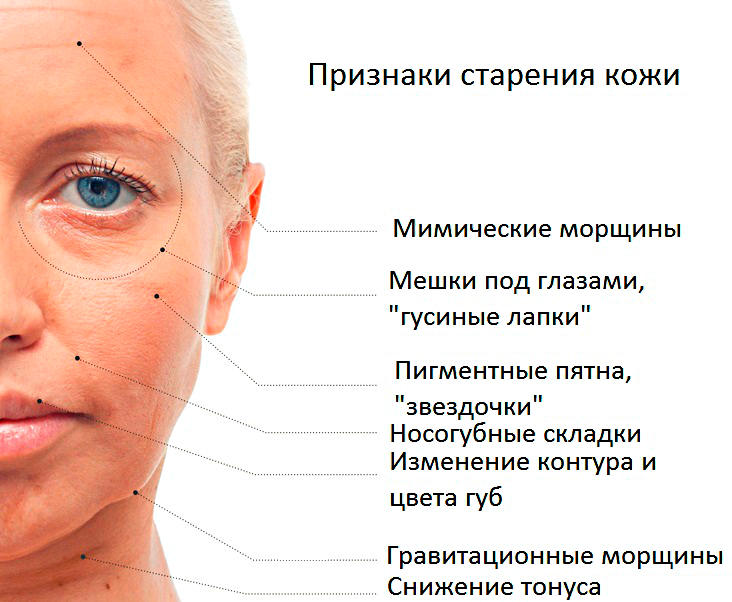 Признаки старения кожи
Мимические морщины
Мешки под глазами,
"гусиные лапки"
Пигментные пятна,
"звездочки"
Носогубные складки
Изменение контура и
цвета губ
Гравитационные морщины
Снижение тонуса